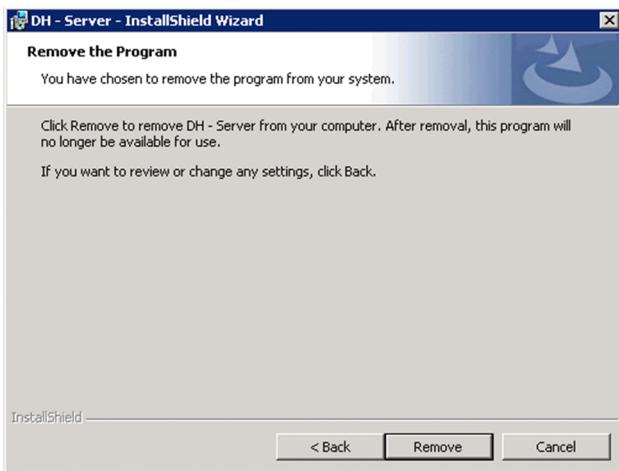 DH - Server - InstallShield Wizard
Remove the Program
You have chosen to remove the program from your system.
Click Remove to remove DH - Server from your computer. After removal, this program will
no longer be available for use.
If you want to review or change any settings, click Back.
InstallShield
< Back Remove Cancel